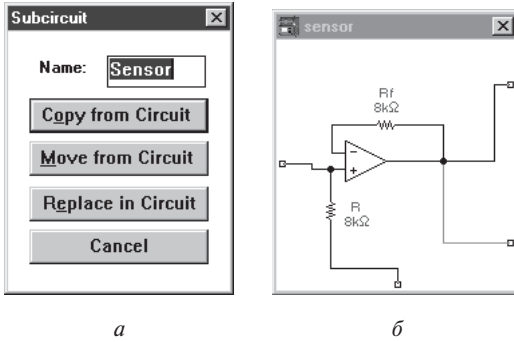 Subcircuit
Name: Sensor
Copy from Circuit
Move from Circuit
Replace in Circuit
Cancel
а
sensor
Rf
8kΩ
R
8kΩ
б